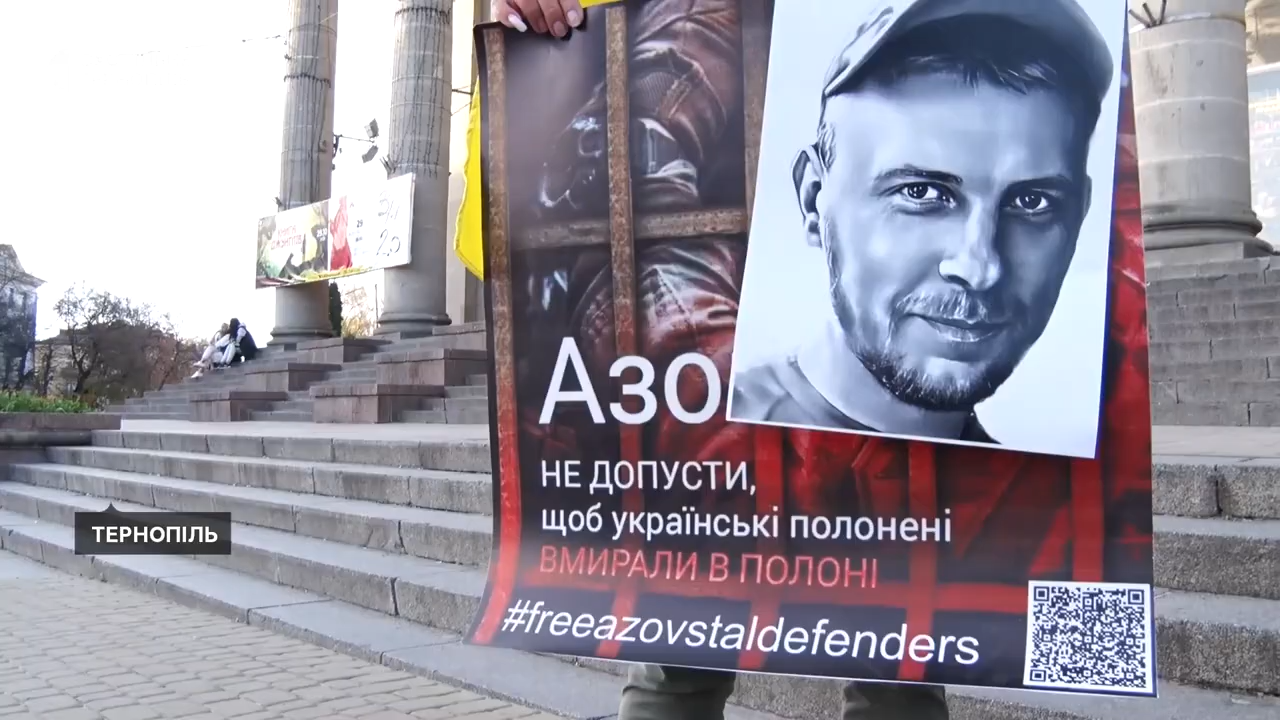 Азо
НЕ ДОПУСТИ,
щоб українські полонені
ВМИРАЛИ В ПОЛОНІ
#freeazovstaldefenders
ТЕРНОПІЛЬ